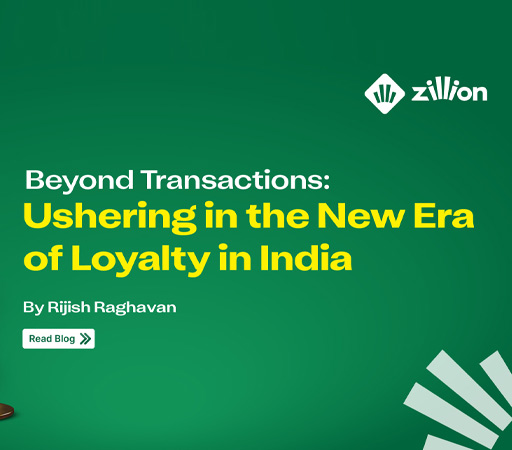 zillion
Beyond Transactions:
Ushering in the New Era
of Loyalty in India
By Rijish Raghavan
Read Blog